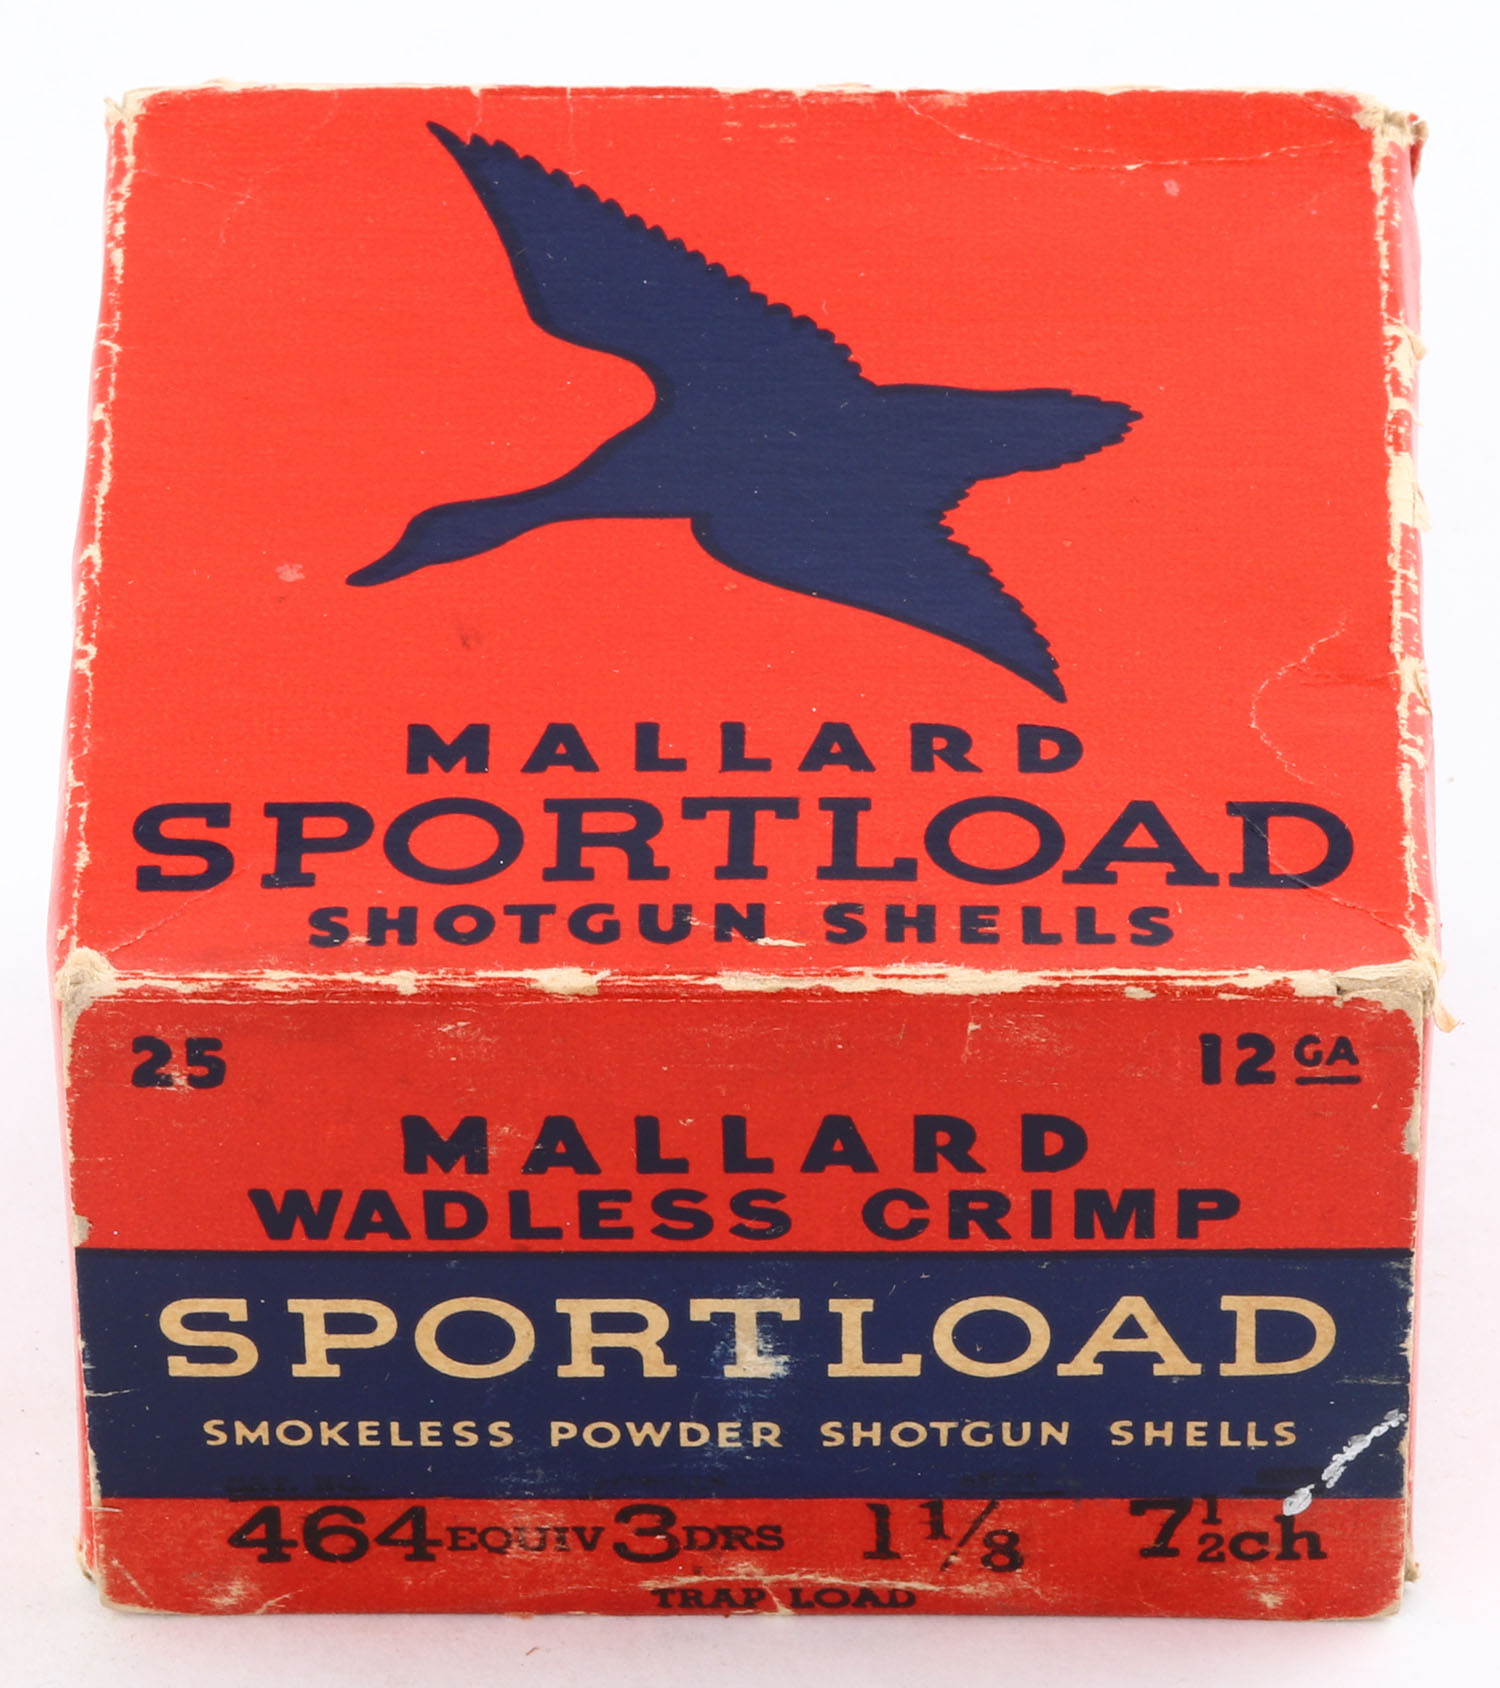 MALLARD
SPORTLOAD
SHOTGUN SHELLS
25 12 GA
MALLARD
WADLESS CRIMP
SPORTLOAD
SMOKELESS POWDER SHOTGUN SHELLS
464 EQUIV 3 DRS 1 1/8 7 1/2 ch
TRAP LOAD